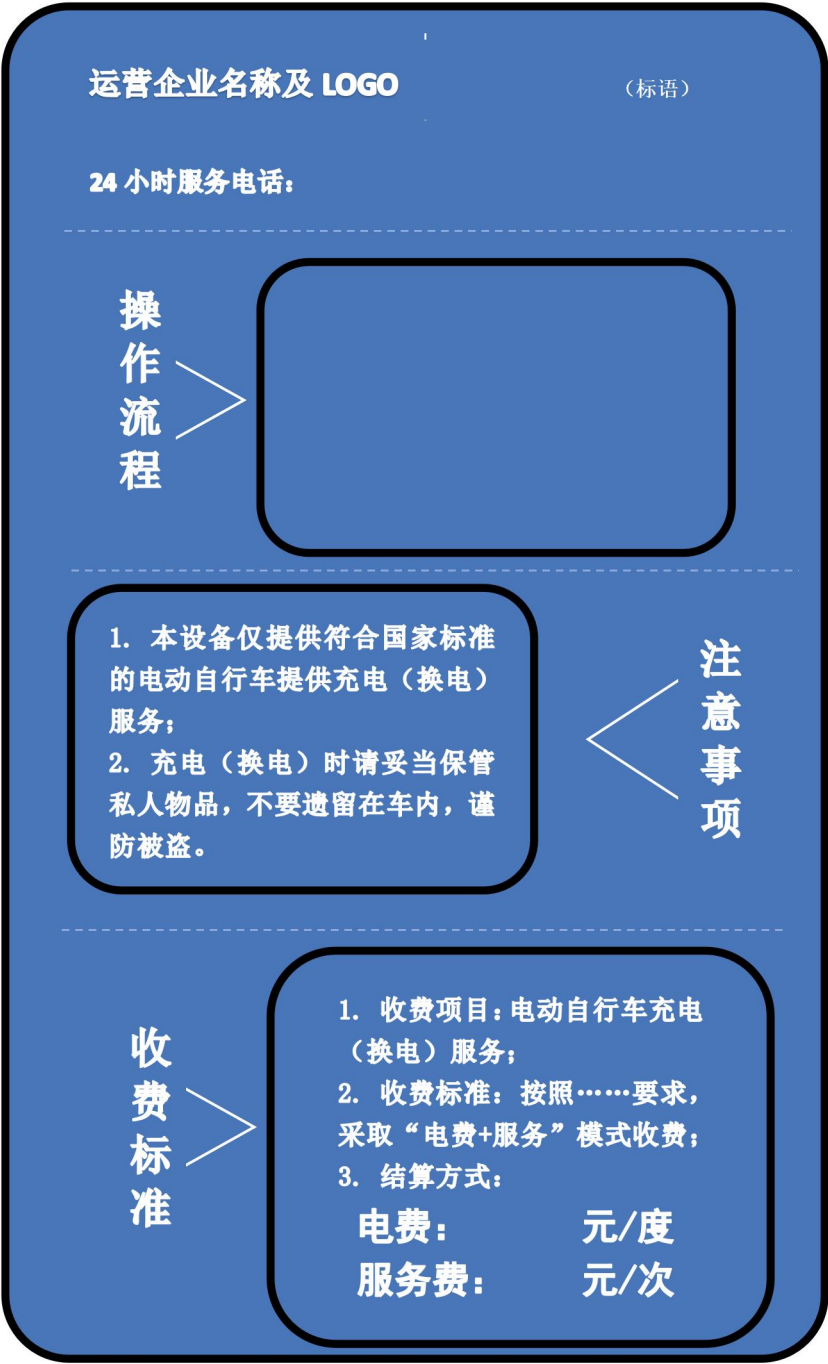 运营企业名称及 LOGO （标语）
24 小时服务电话：
操作流程
1. 本设备仅提供符合国家标准
的电动自行车提供充电（换电）
服务；
2. 充电（换电）时请妥当保管
私人物品，不要遗留在车内，谨
防被盗。
注意事项
收费标准
1. 收费项目：电动自行车充电
（换电）服务；
2. 收费标准：按照……要求，
采取“电费+服务”模式收费；
3. 结算方式：
电费： 元/度
服务费： 元/次